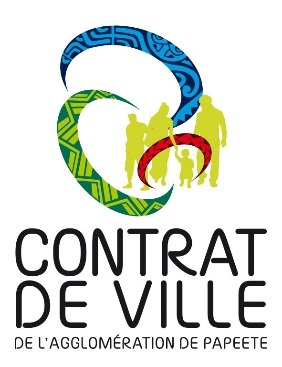 CONTRAT
DE VILLE
DE L'AGGLOMÉRATION DE PAPEETE